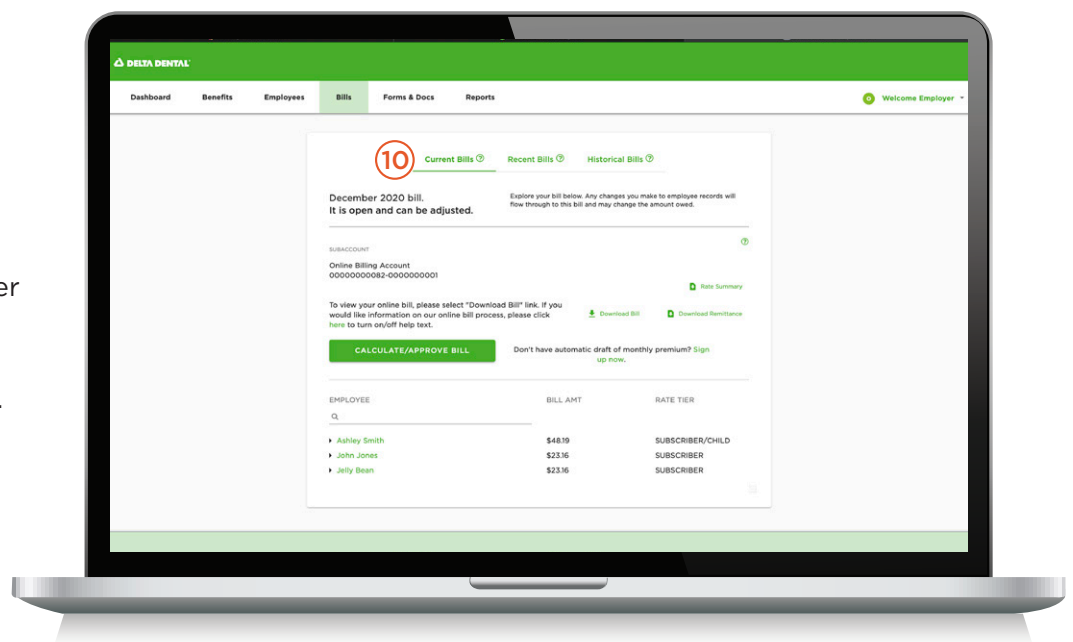 DELTA DENTAL
Dashboard Benefits Employees Bills Forms & Docs Reports Welcome Employer
10 Current Bills Recent Bills Historical Bills
December 2020 bill.
It is open and can be adjusted.
Explore your bill below. Any changes you make to employee records will
flow through to this bill and may change the amount owed.
SUBACCOUNT
Online Billing Account
00000000082-0000000001
Rate Summary
To view your online bill, please select "Download Bill" link. If you
would like information on our online bill process, please click
here to turn on/off help text.
Download Bill Download Remittance
CALCULATE/APPROVE BILL
Don't have automatic draft of monthly premium? Sign
up now.
EMPLOYEE BILL AMT RATE TIER
Ashley Smith $48.19 SUBSCRIBER/CHILD
John Jones $23.16 SUBSCRIBER
Jelly Bean $23.16 SUBSCRIBER
er
.